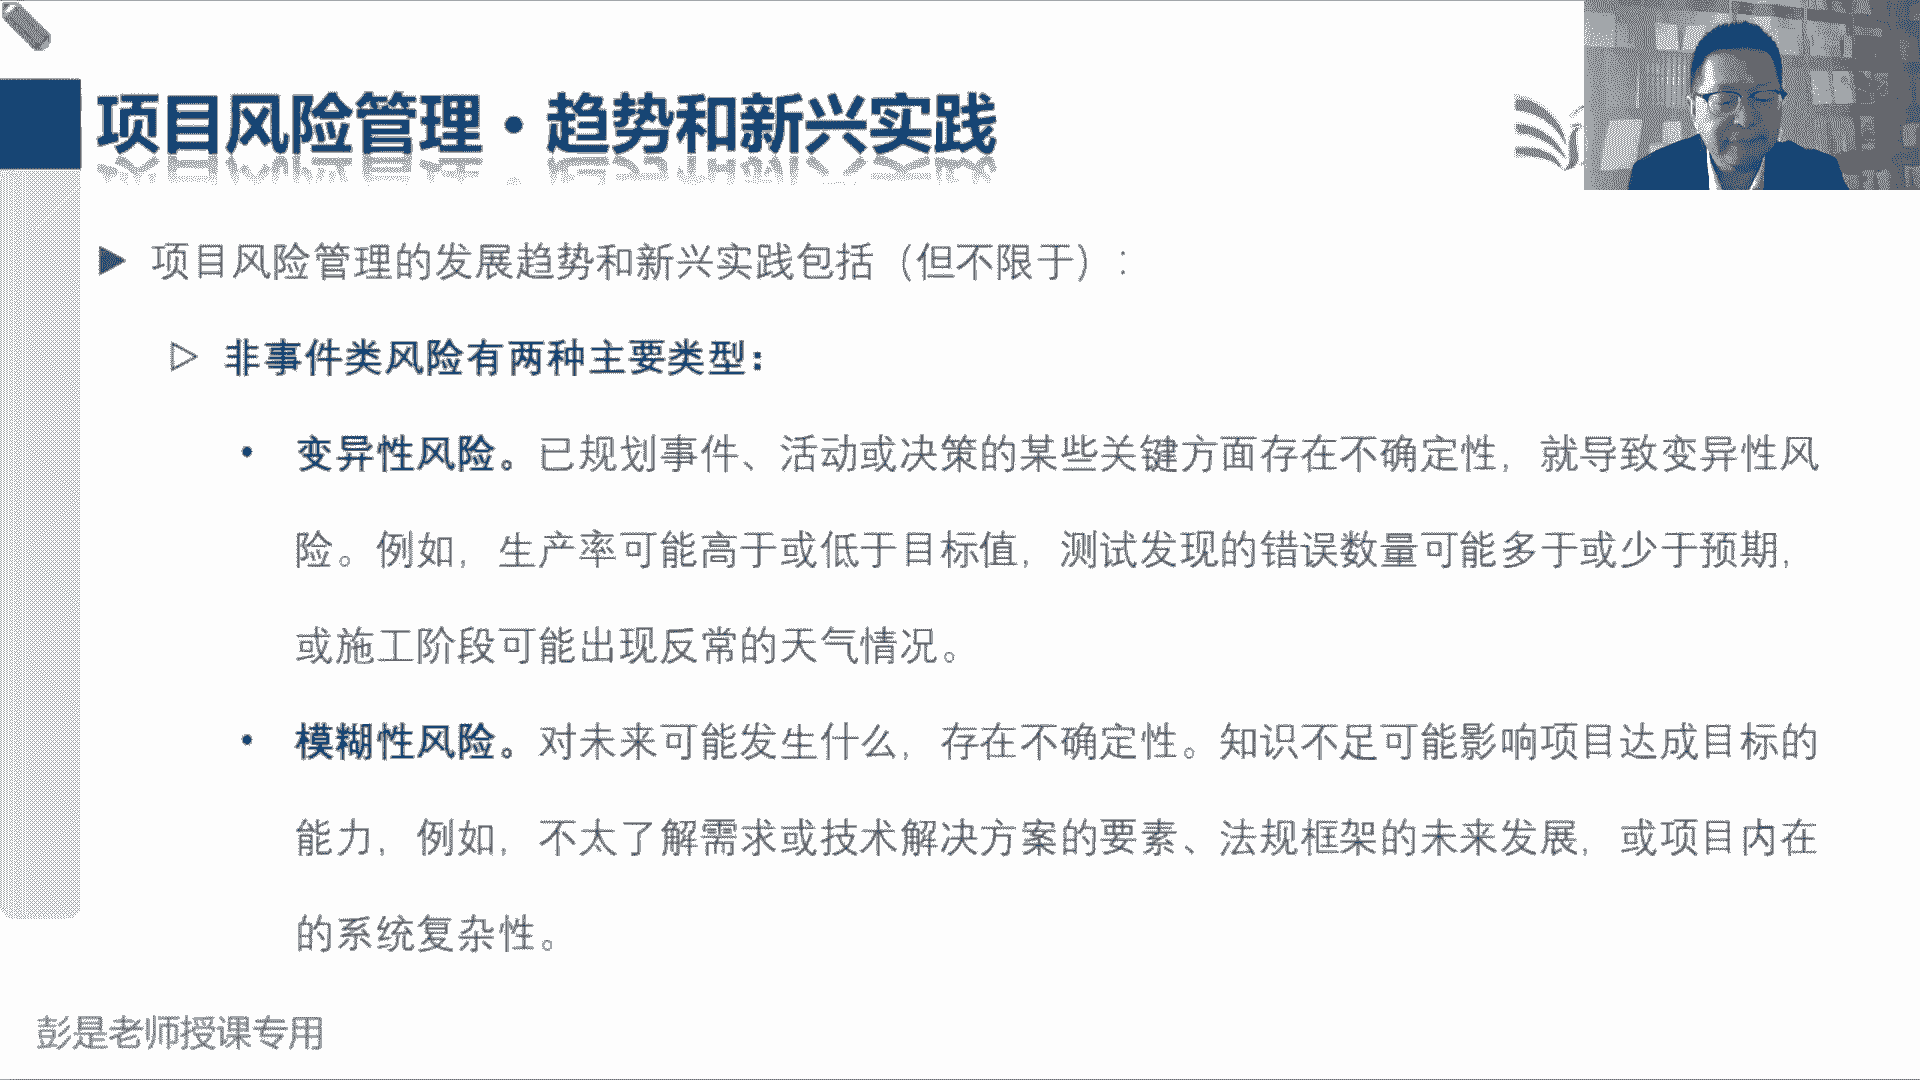 项目风险管理·趋势和新兴实践
项目风险管理的发展趋势和新兴实践包括（但不限于）：
非事件类风险有两种主要类型：
变异性风险。已规划事件、活动或决策的某些关键方面存在不确定性，就导致变异性风
险。例如，生产率可能高于或低于目标值，测试发现的错误数量可能多于或少于预期，
或施工阶段可能出现反常的天气情况。
模糊性风险。对未来可能发生什么，存在不确定性。知识不足可能影响项目达成目标的
能力，例如，不太了解需求或技术解决方案的要素、法规框架的未来发展，或项目内在
的系统复杂性。
彭是老师授课专用